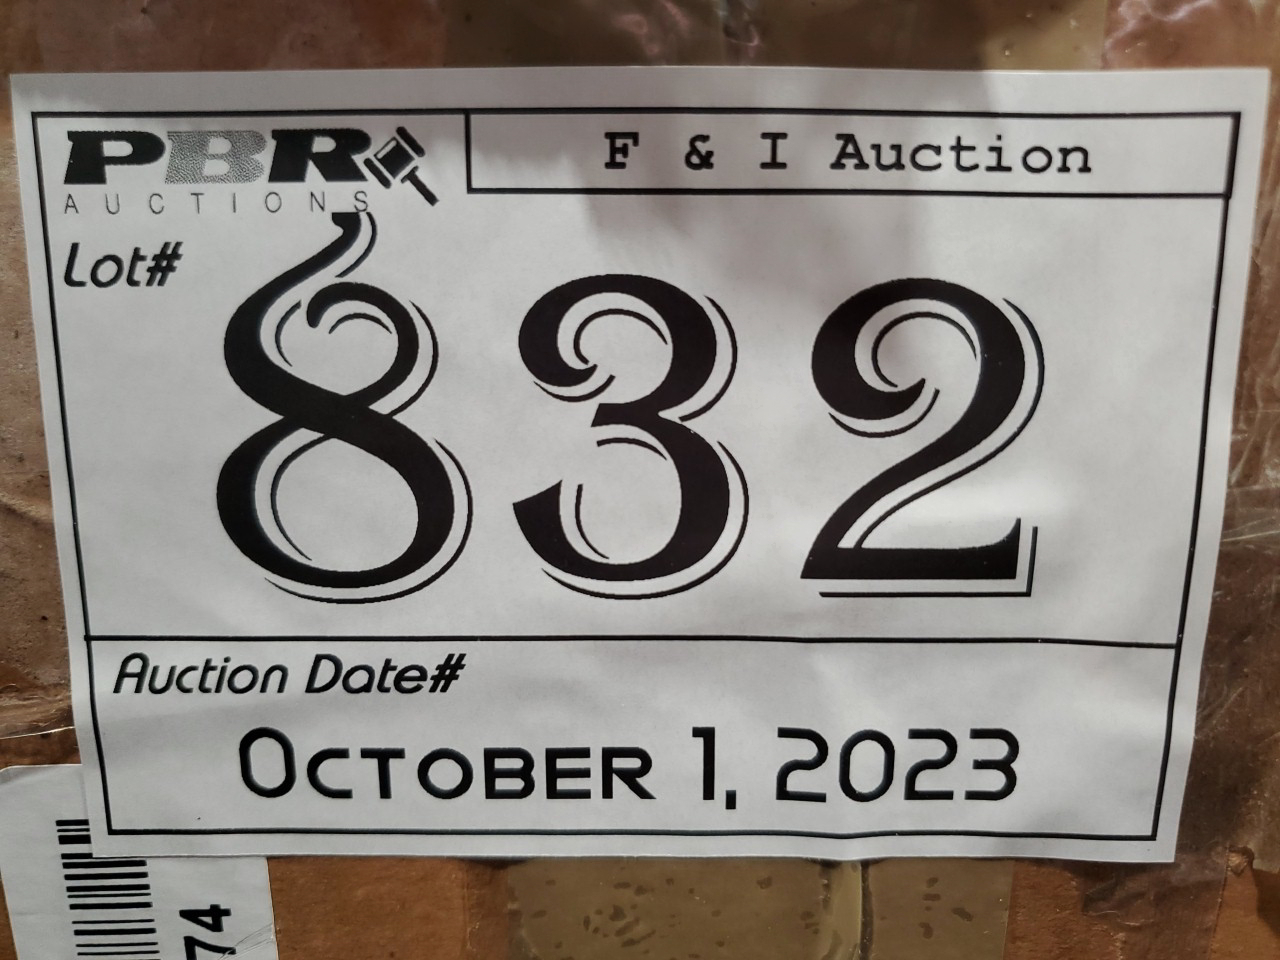 PBR
AUCTIONS
F & I Auction
Lot#
832
Auction Date#
OCTOBER 1, 2023
74